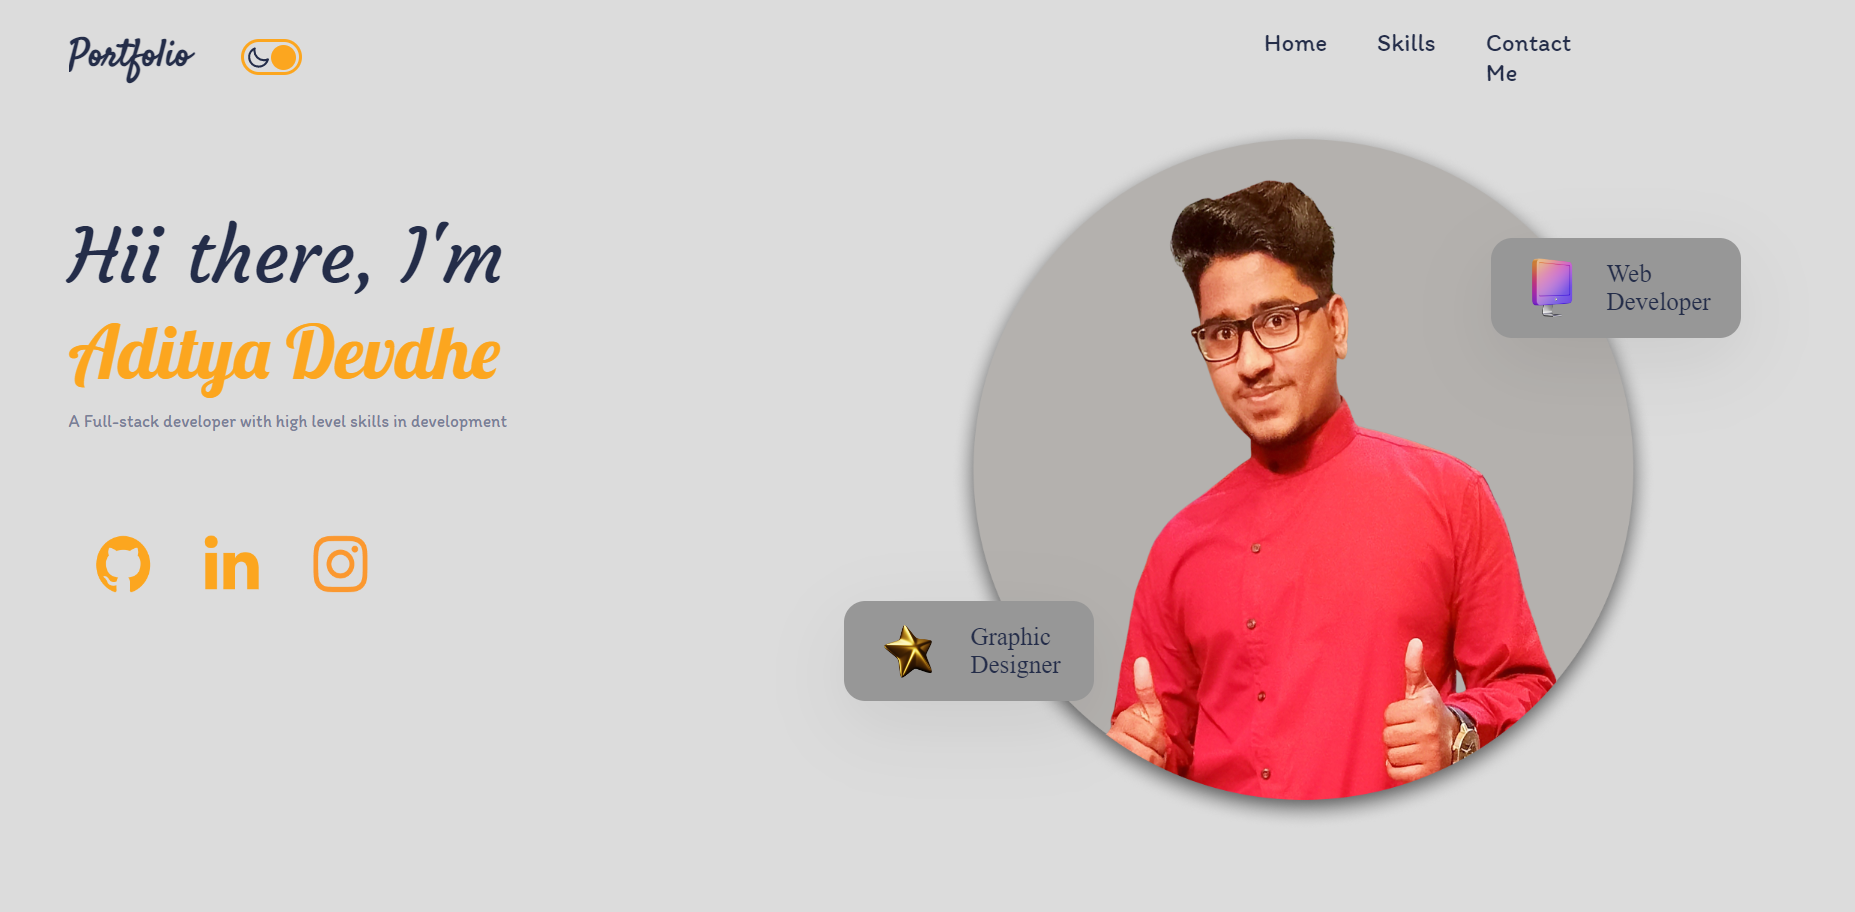 Portfolio
Home
Skills
Contact
Me
Hii there, I'm
Aditya Devdhe
A Full-stack developer with high level skills in development
in
Web
Developer
Graphic
Designer